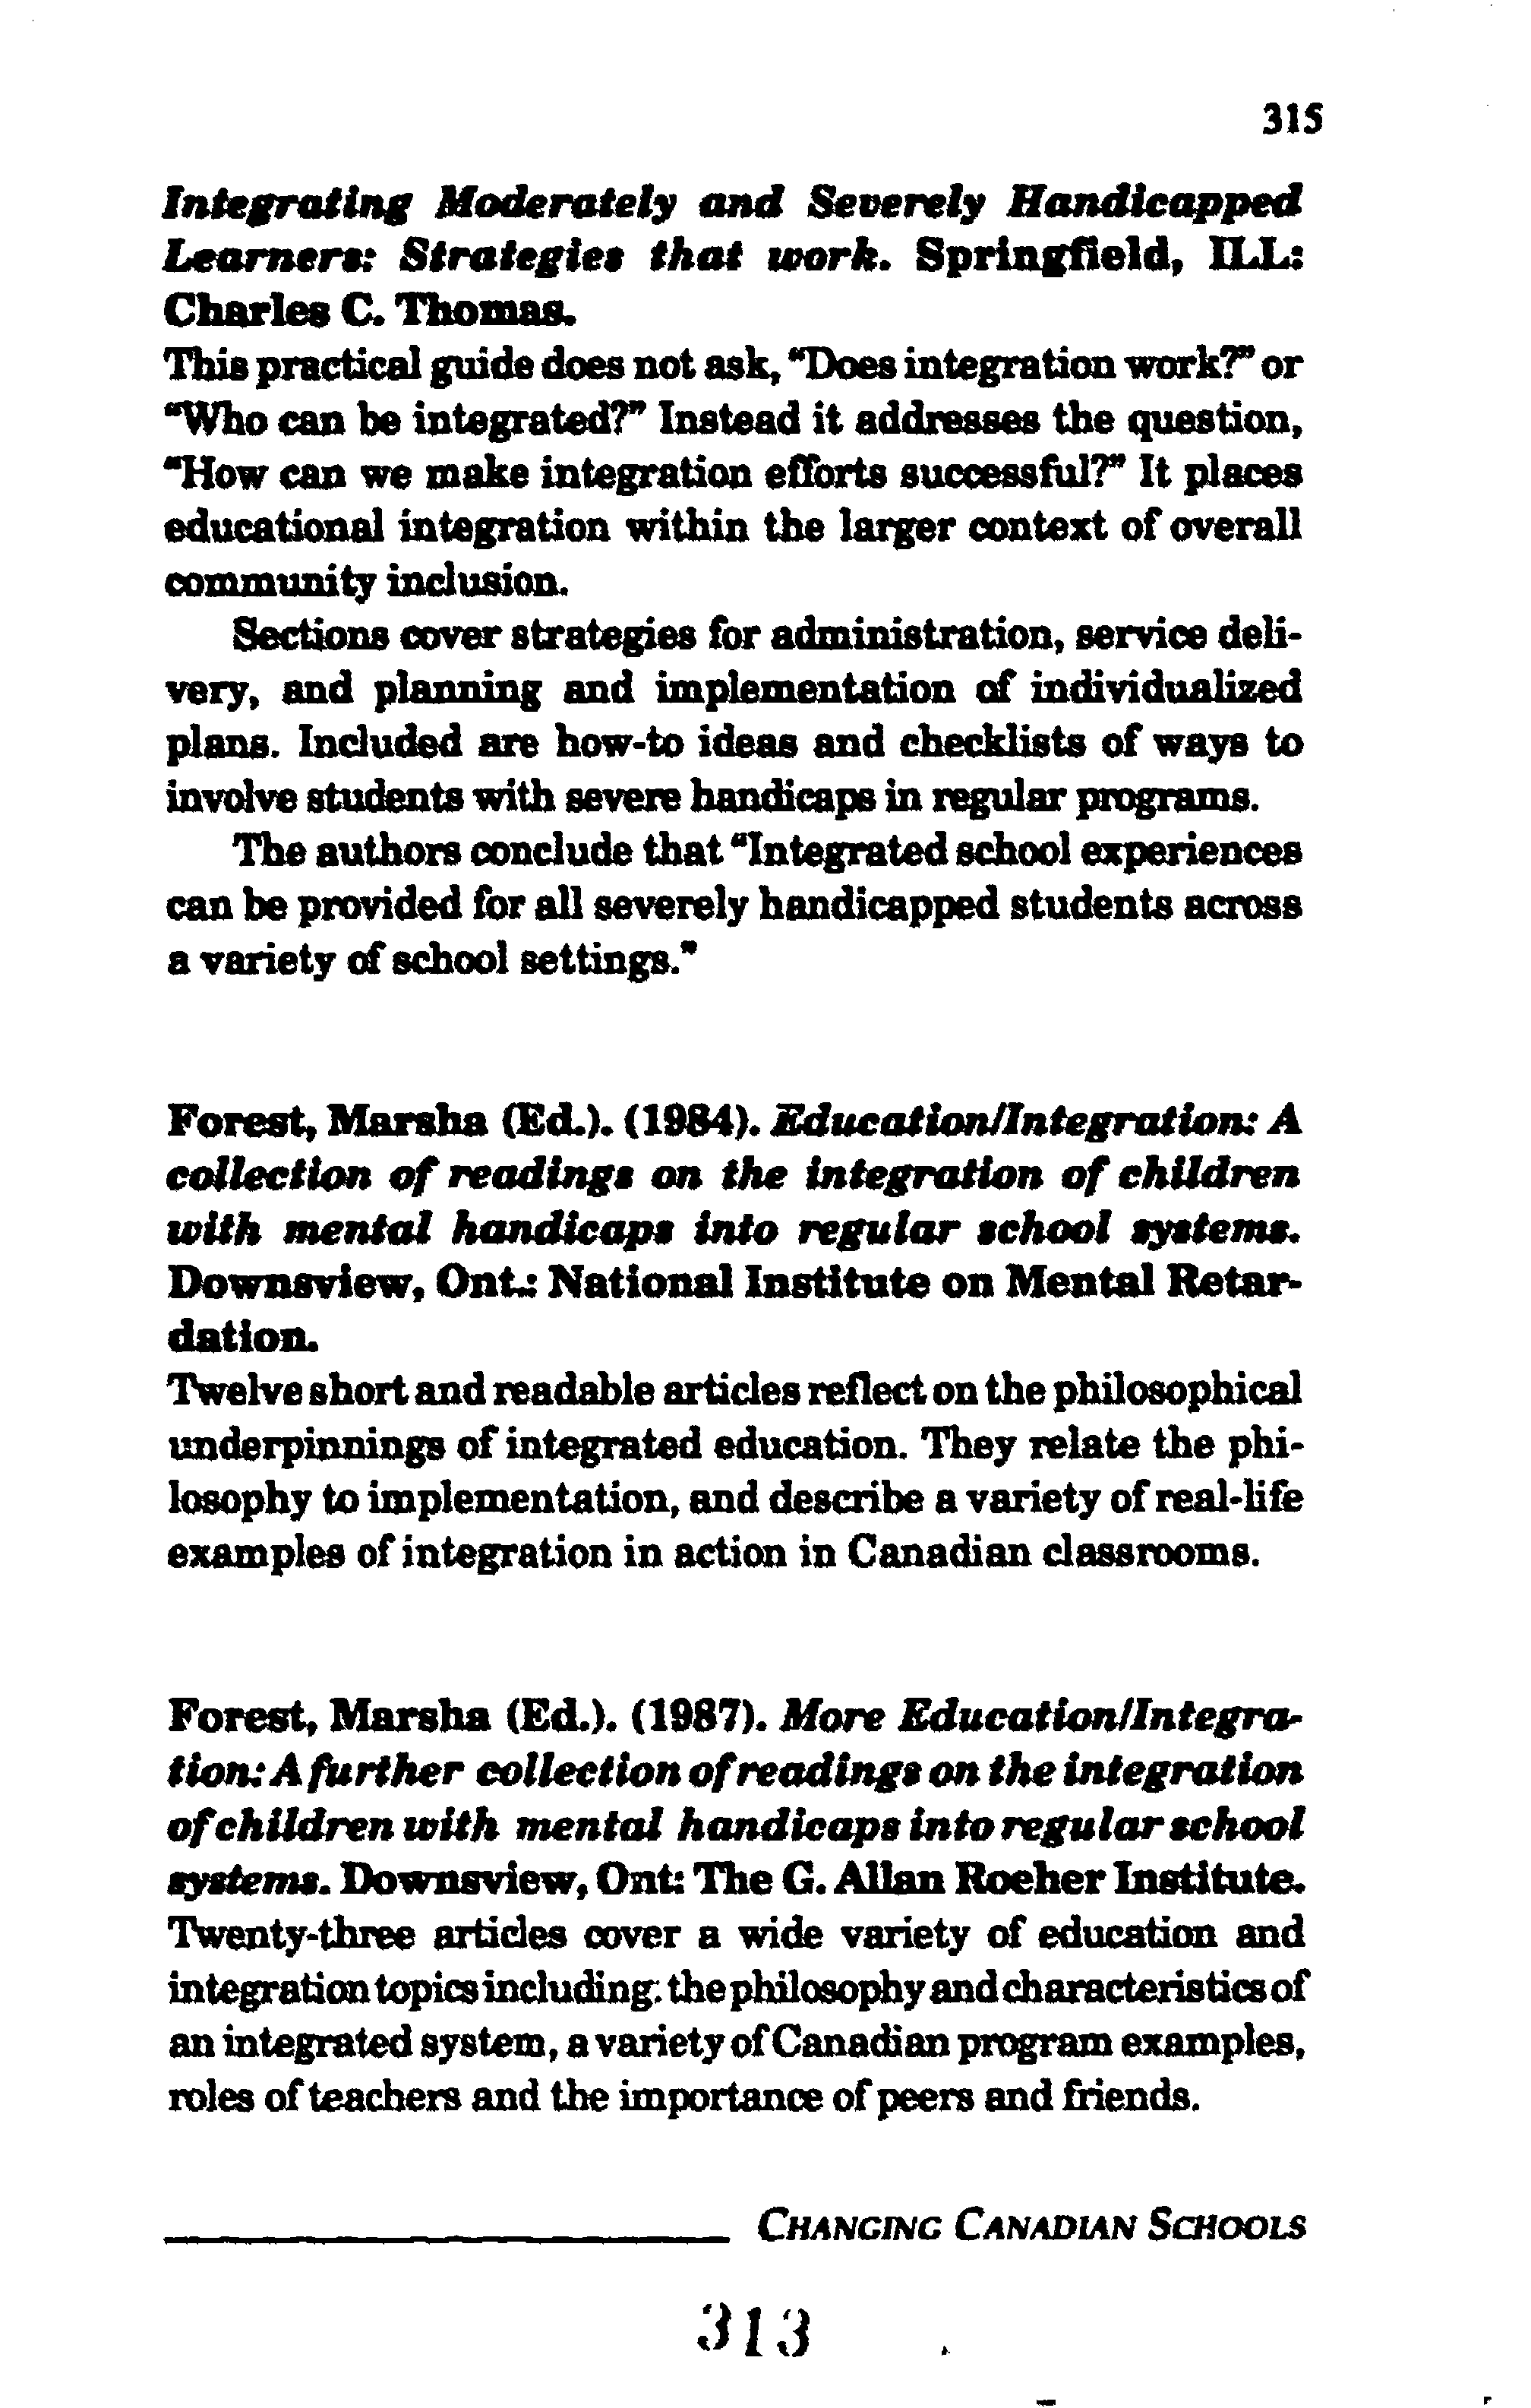 315
Integrating Moderately and Severely Handicapped
Learners: Strategies that work. Springfield, ILL:
Charles C. Thomas.
This practical guide does not ask, "Does integration work?" or
"Who can be integrated?" Instead it addresses the question,
"How can we make integration efforts successful?" It places
educational integration within the larger context of overall
community inclusion.
Sections cover strategies for administration, service deli-
very, and planning and implementation of individualized
plans. Included are how-to ideas and checklists of ways to
involve students with severe handicaps in regular programs.
The authors conclude that "Integrated school experiences
can be provided for all severely handicapped students across
a variety of school settings."
Forest, Marsha (Ed.). (1984). Education/Integration: A
collection of readings on the integration of children
with mental handicaps into regular school systems.
Downsview, Ont.: National Institute on Mental Retar-
dation.
Twelve short and readable articles reflect on the philosophical
underpinnings of integrated education. They relate the phi-
losophy to implementation, and describe a variety of real-life
examples of integration in action in Canadian classrooms.
Forest, Marsha (Ed.). (1987). More Education/Integra-
tion: A further collection of readings on the integration
of children with mental handicaps into regular school
systems. Downsview, Ont: The G. Allan Roeher Institute.
Twenty-three articles cover a wide variety of education and
integration topics including: the philosophy and characteristics of
an integrated system, a variety of Canadian program examples,
roles of teachers and the importance of peers and friends.
CHANGING CANADIAN SCHOOLS
313